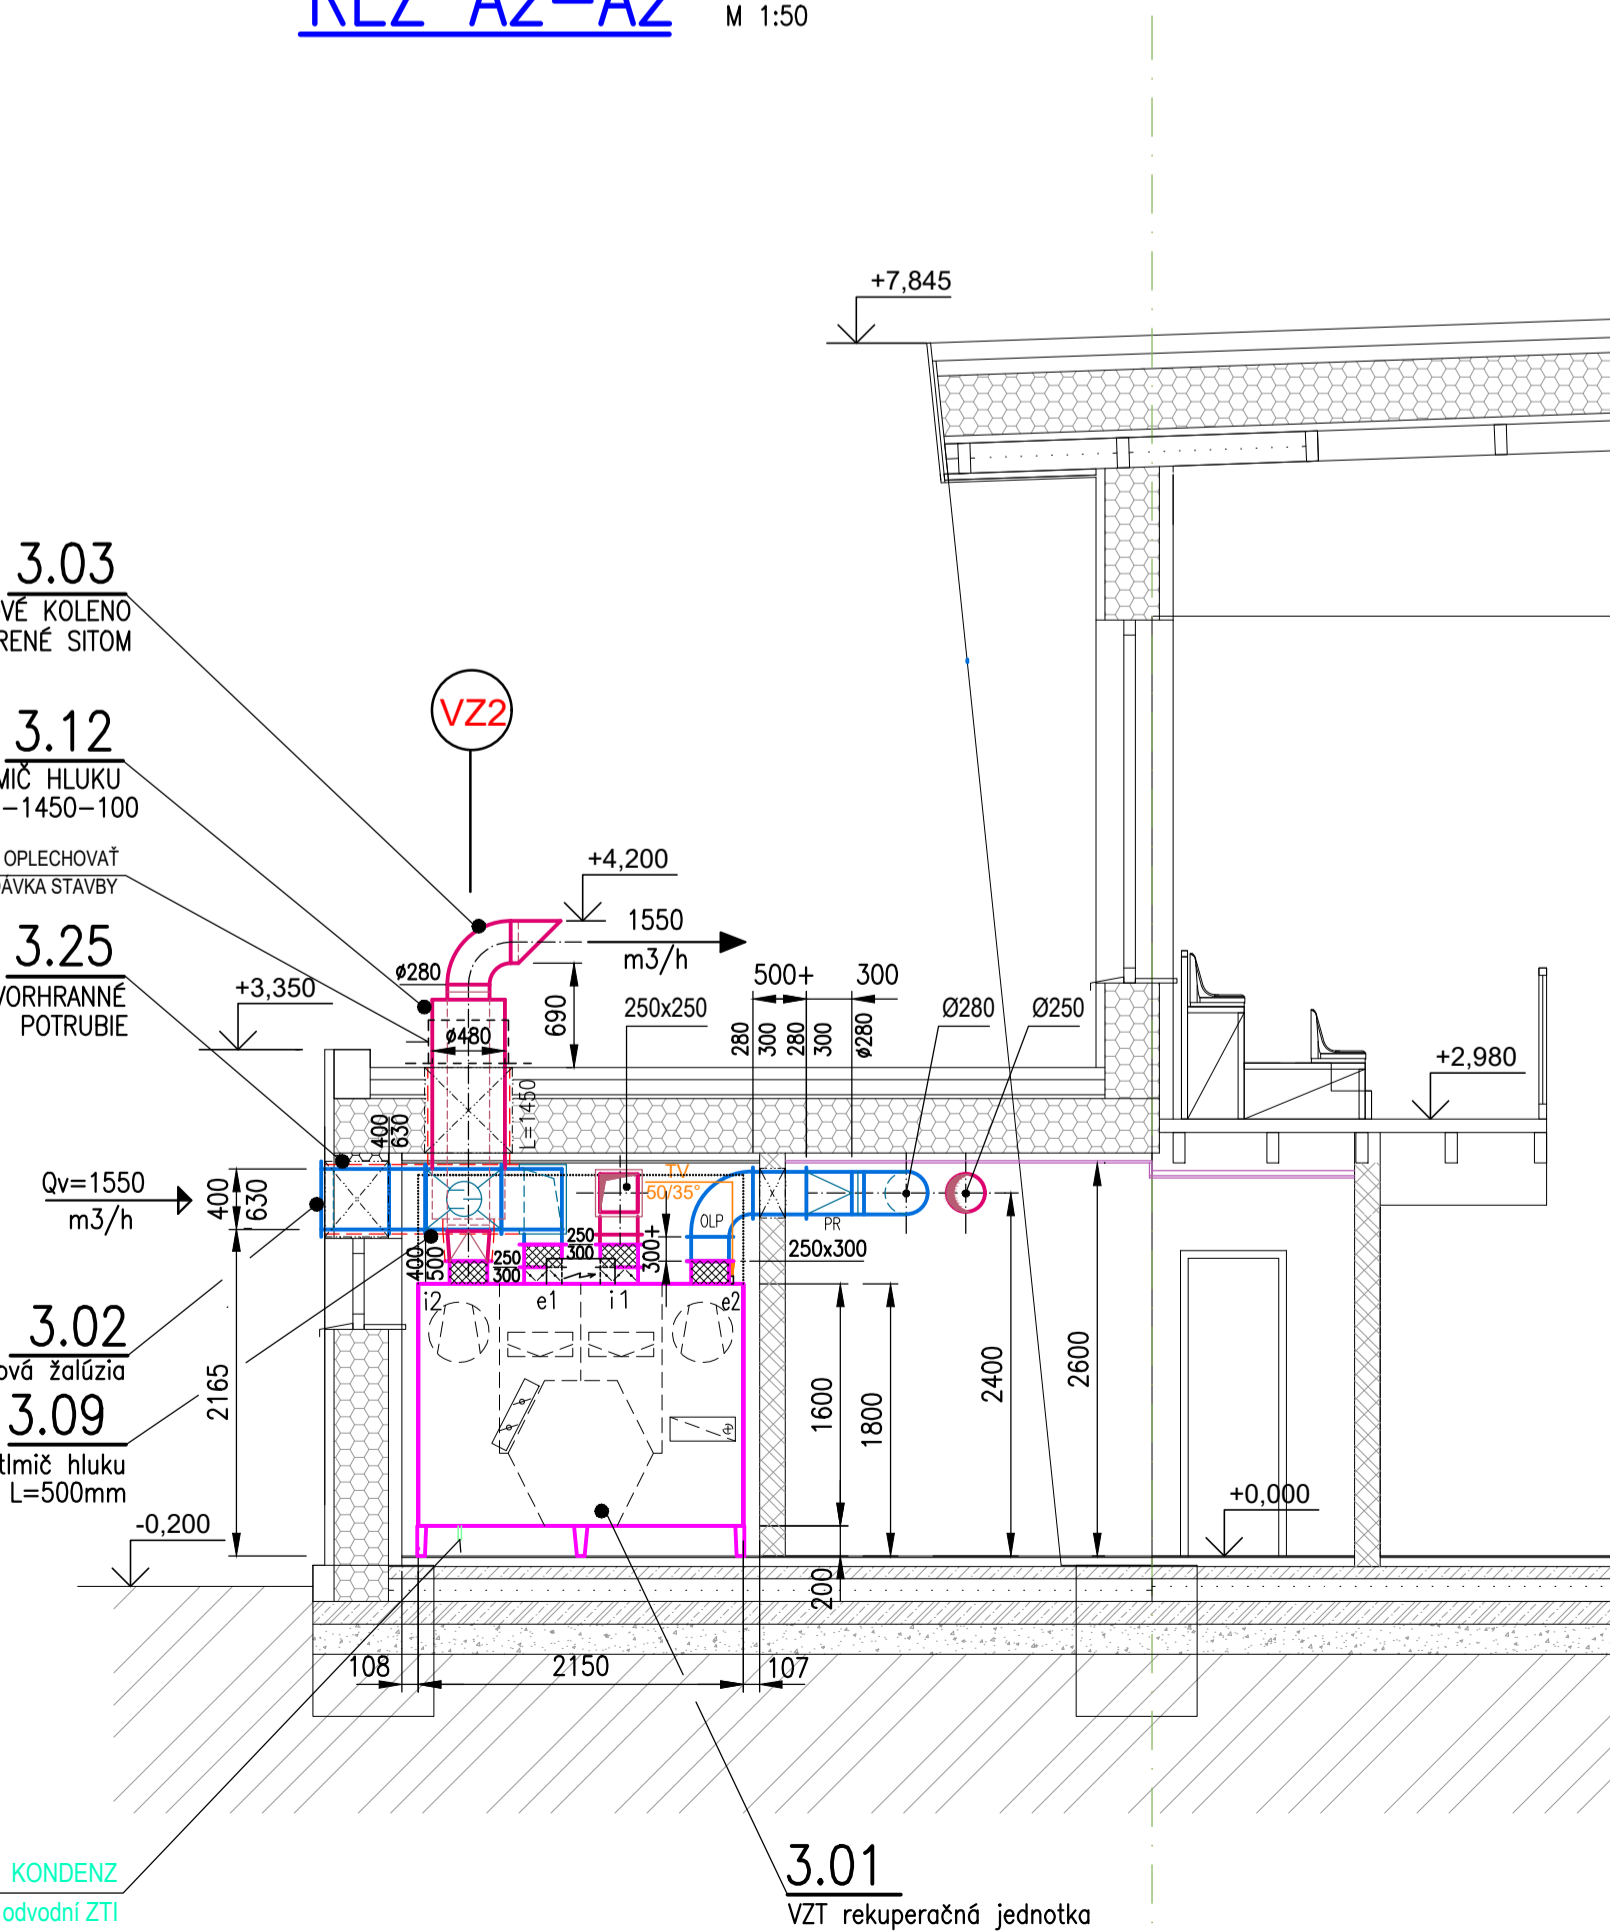 REZ A2-A2
M 1:50
+7,845
3.03
VÉ KOLENO
RENÉ SITOM
VZ2
3.12
MIČ HLUKU
-1450-100
OPLECHOVAŤ
ÁVKA STAVBY
3.25
VORHRANNÉ
POTRUBIE
+4,200
1550
m3/h
+3,350
ø280
ø480
690
L=1450
250x250
500+
300
280
300
280
300
ø280
Ø280
Ø250
+2,980
400
630
Qv=1550
m3/h
400
630
TV
50/35°
OLP
PR
250x300
400
500
250
300
250
300
300+
i2
e1
i1
e2
3.02
ová žalúzia
3.09
tlmič hluku
L=500mm
2165
1600
1800
2400
2600
200
-0,200
+0,000
108
2150
107
KONDENZ
odvodní ZTI
3.01
VZT rekuperačná jednotka